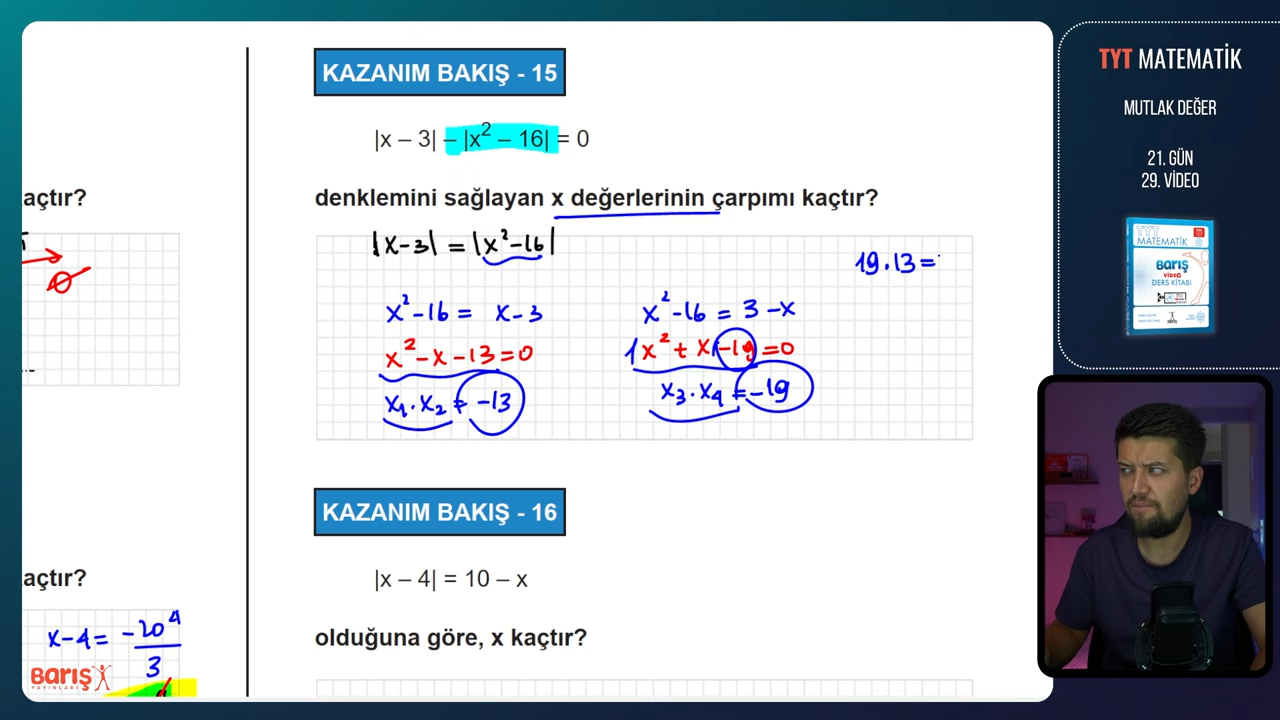 açtır?
açtır?
x-4 = -20 4
3
BARIŞ
YAYINLARI
KAZANIM BAKIŞ - 15
|x – 3| – |x² – 16| = 0
denklemini sağlayan x değerlerinin çarpımı kaçtır?
|x-3| = |x²-16|
19.13 =
x²-16 = x-3
x²-16 = 3-x
x²-x-13=0
1x²+x-19=0
x₁.x₂ = -13
x₃.x₄ = -19
KAZANIM BAKIŞ - 16
|x – 4| = 10 – x
olduğuna göre, x kaçtır?
TYT MATEMATİK
MUTLAK DEĞER
21. GÜN
29. VİDEO
TYT
MATEMATİK
BARIŞ
VİDEO
DERS KİTABI